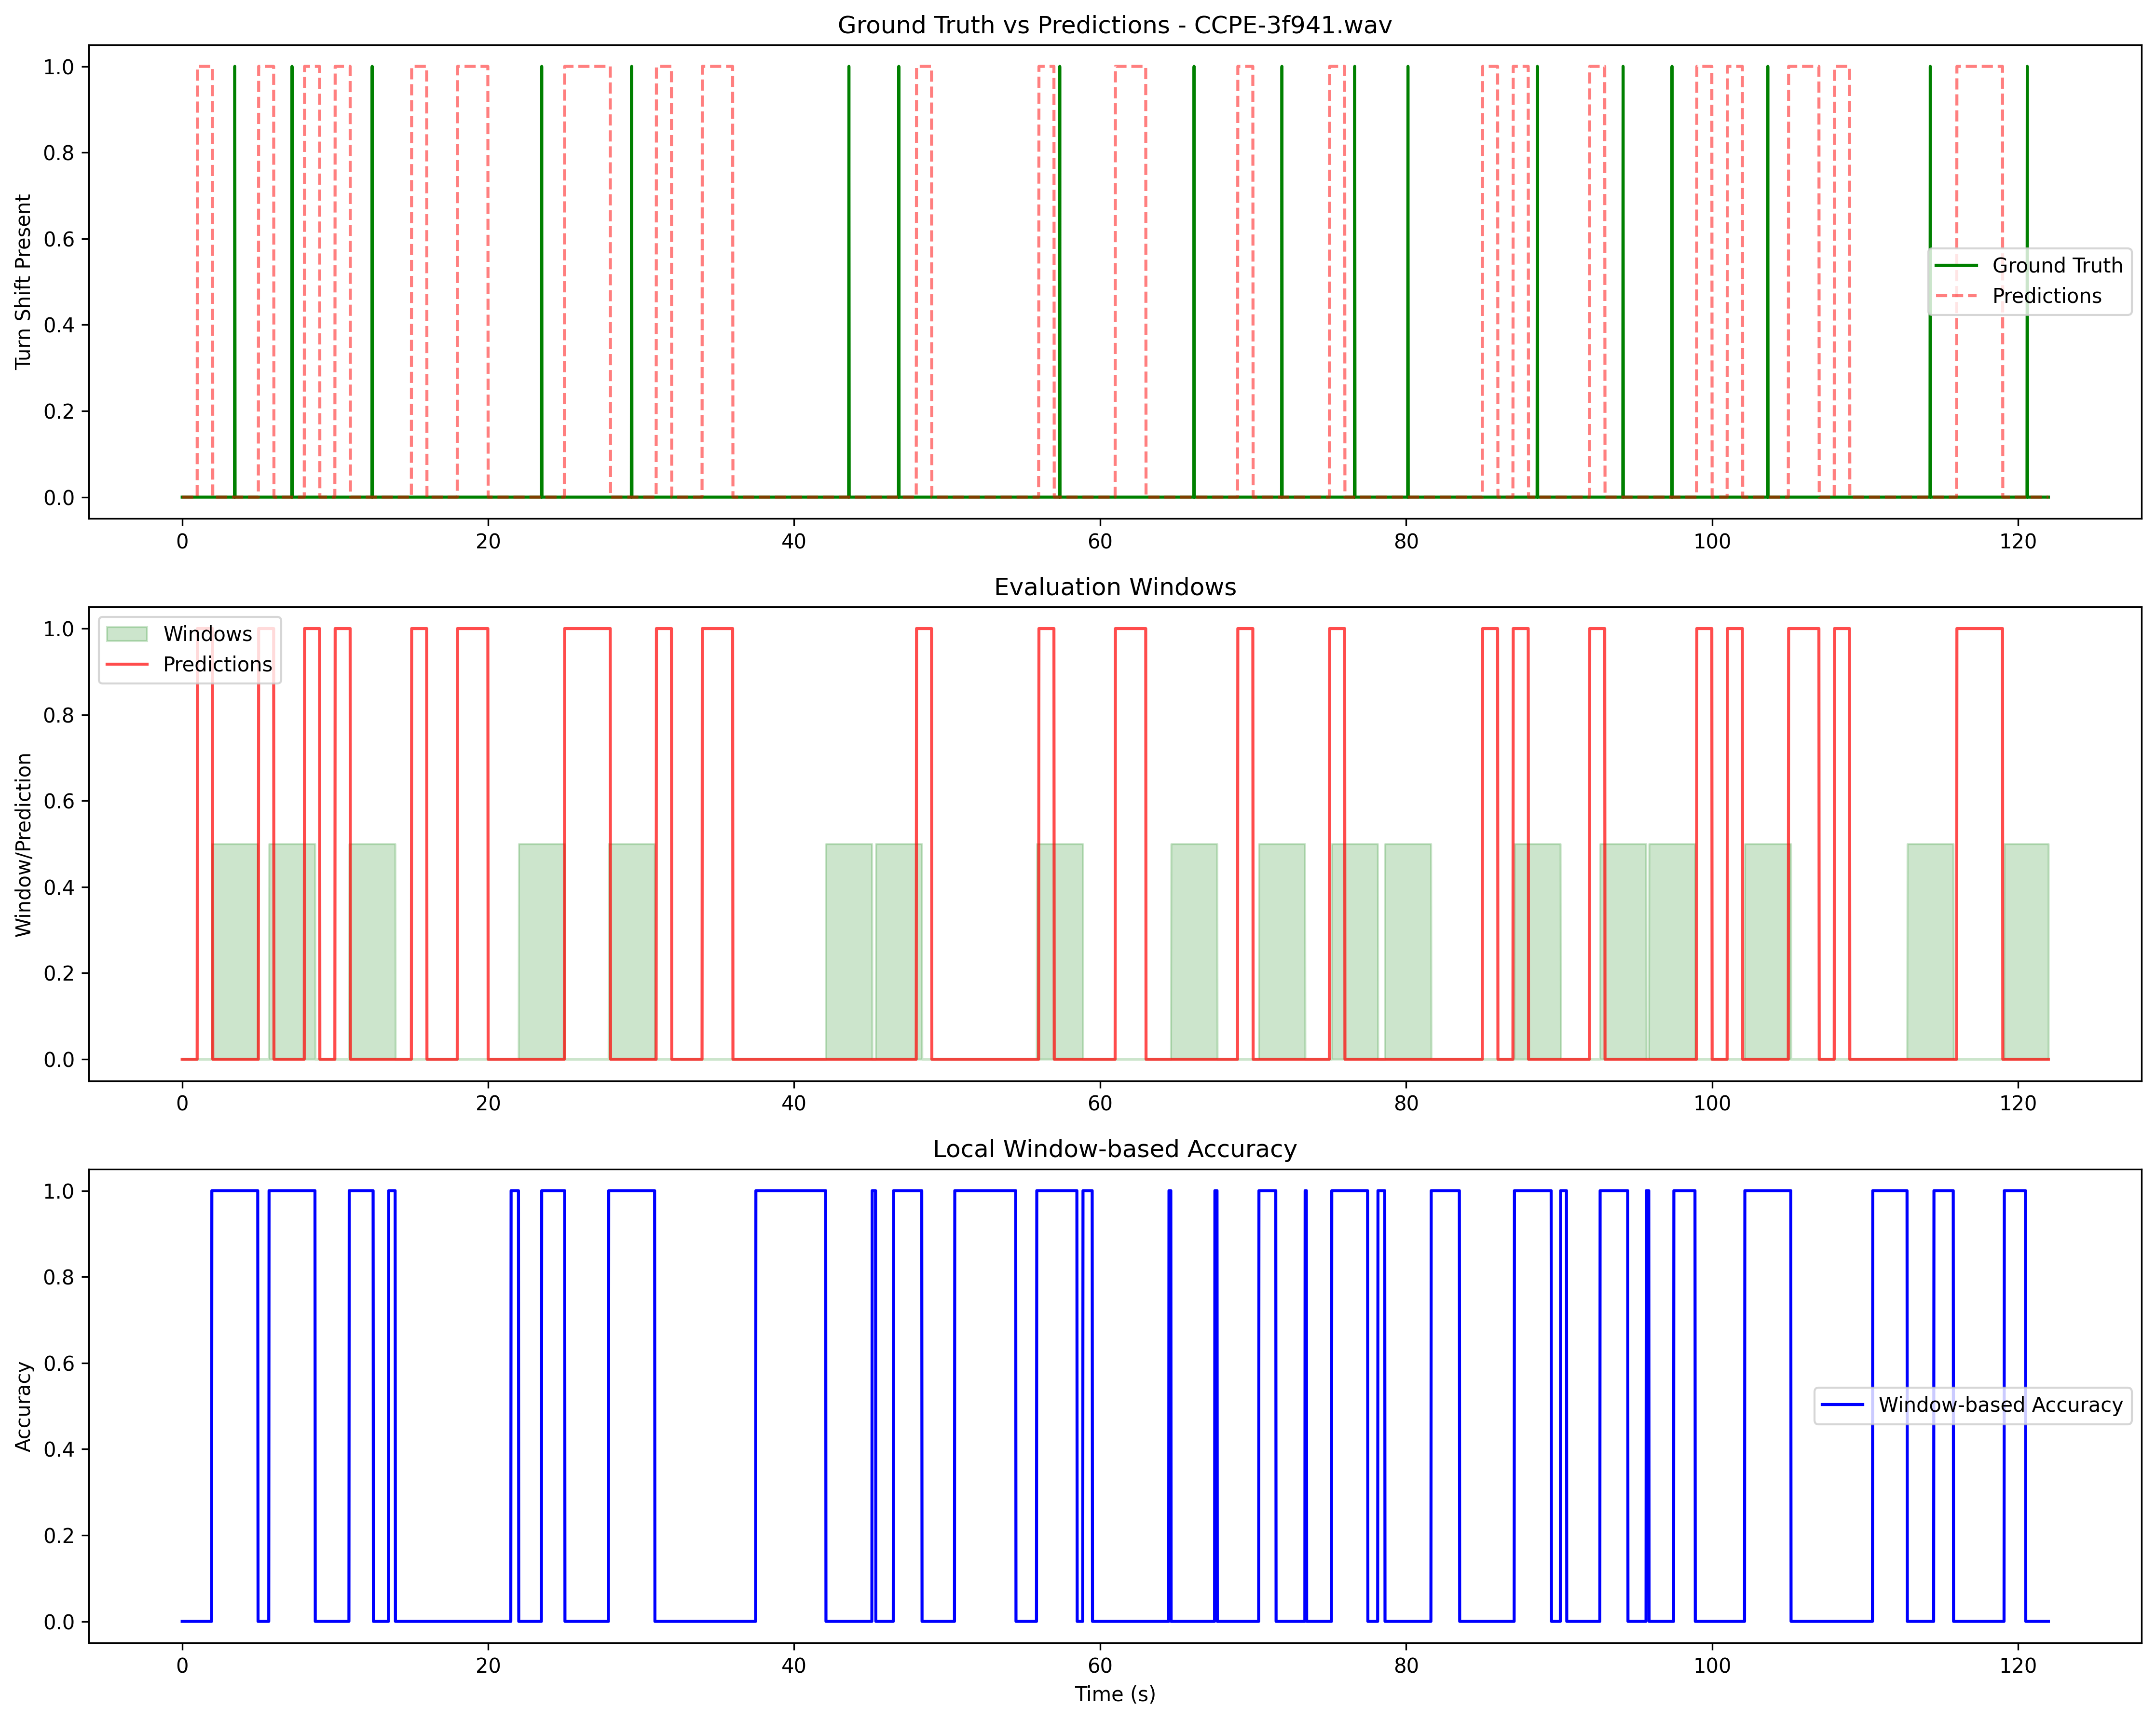 Ground Truth vs Predictions - CCPE-3f941.wav
Turn Shift Present
1.0
0.8
0.6
0.4
0.2
0.0
Ground Truth
Predictions
0 20 40 60 80 100 120
Evaluation Windows
Window/Prediction
1.0
0.8
0.6
0.4
0.2
0.0
Windows
Predictions
0 20 40 60 80 100 120
Local Window-based Accuracy
Accuracy
1.0
0.8
0.6
0.4
0.2
0.0
Window-based Accuracy
0 20 40 60 80 100 120
Time (s)